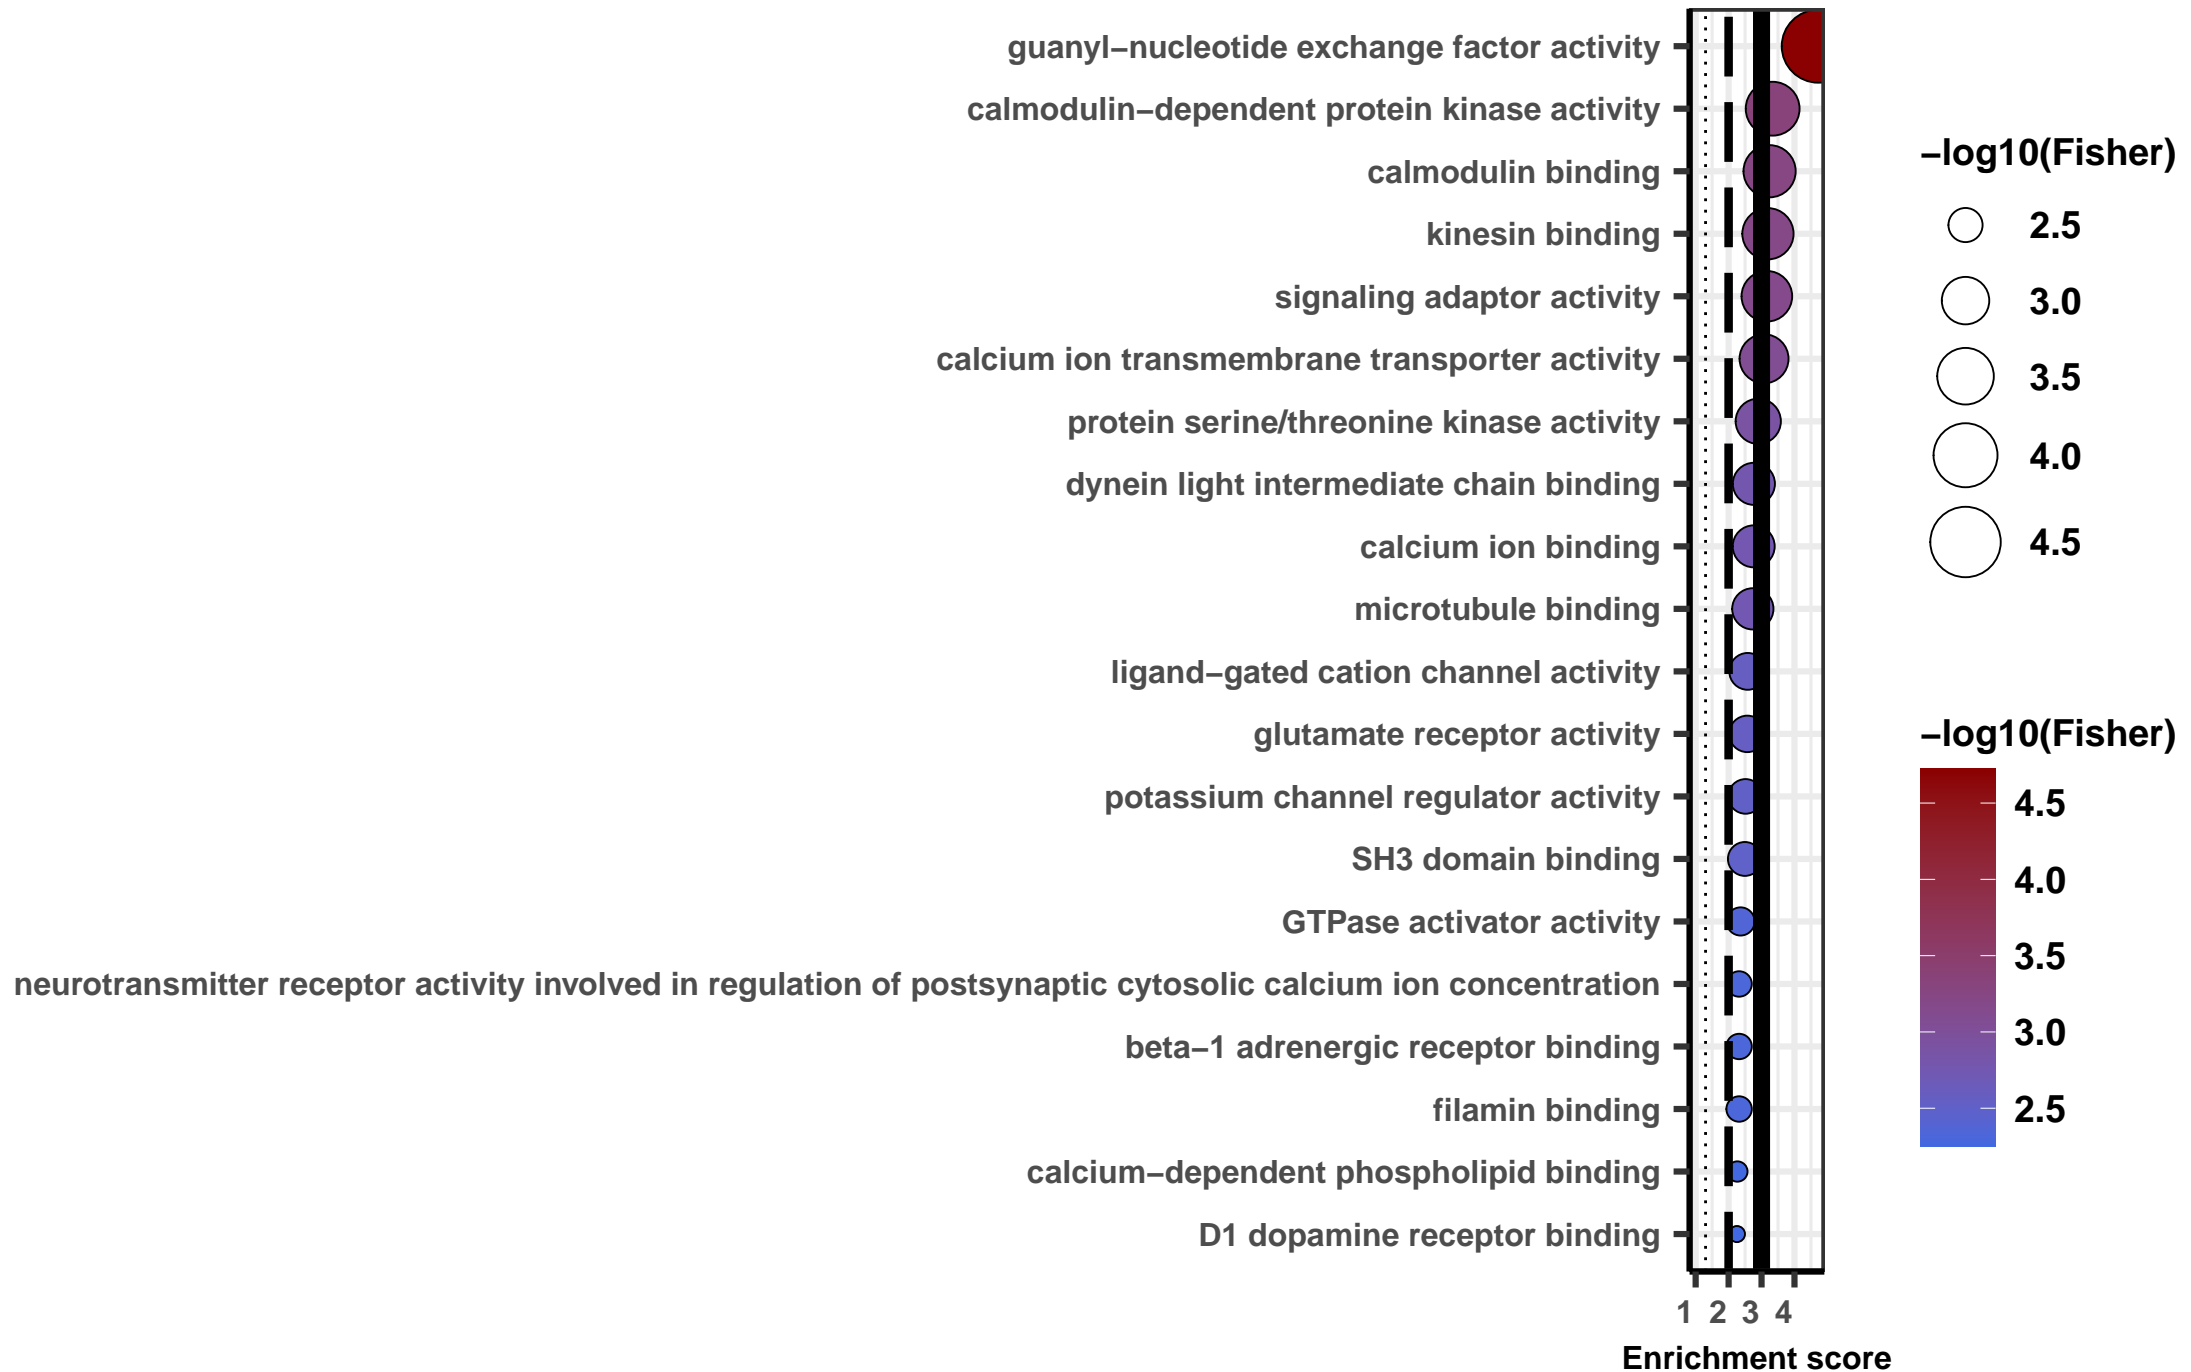 guanyl−nucleotide exchange factor activity
calmodulin−dependent protein kinase activity
calmodulin binding
kinesin binding
signaling adaptor activity
calcium ion transmembrane transporter activity
protein serine/threonine kinase activity
dynein light intermediate chain binding
calcium ion binding
microtubule binding
ligand−gated cation channel activity
glutamate receptor activity
potassium channel regulator activity
SH3 domain binding
GTPase activator activity
neurotransmitter receptor activity involved in regulation of postsynaptic cytosolic calcium ion concentration
beta−1 adrenergic receptor binding
filamin binding
calcium−dependent phospholipid binding
D1 dopamine receptor binding
1 2 3 4
Enrichment score
−log10(Fisher)
2.5
3.0
3.5
4.0
4.5
−log10(Fisher)
4.5
4.0
3.5
3.0
2.5